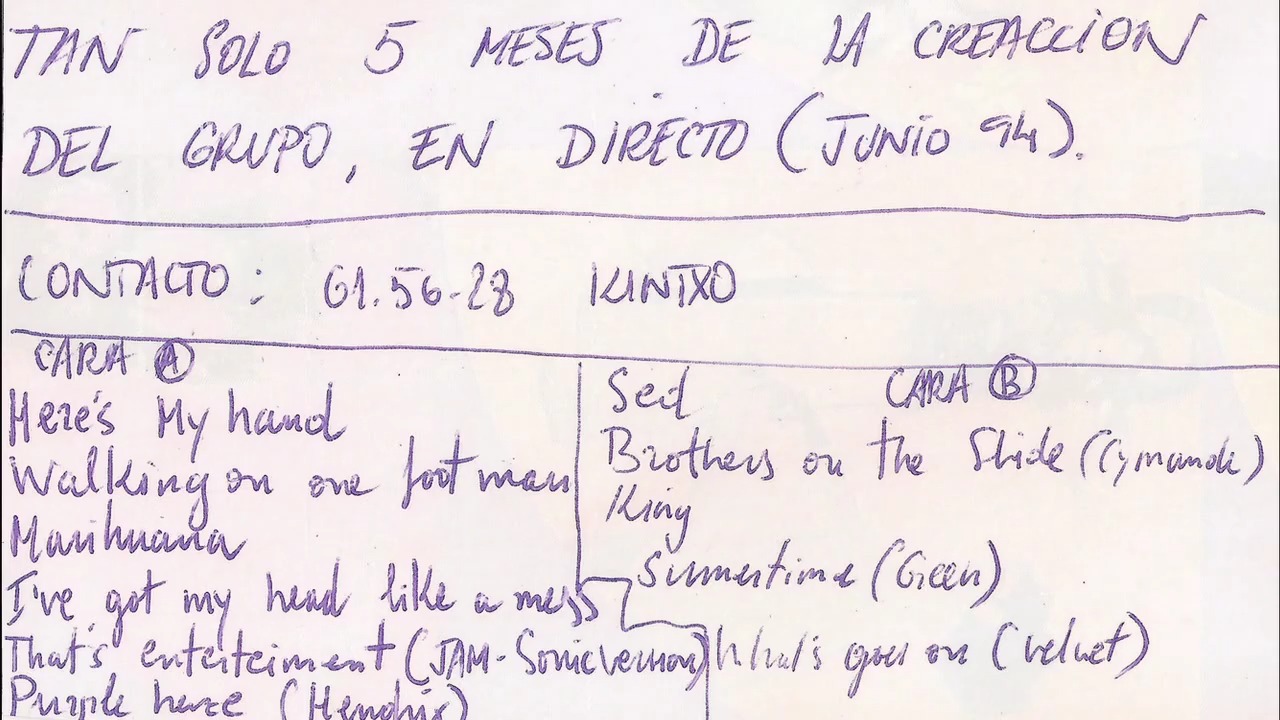 TAN SOLO 5 MESES DE LA CREACCION
DEL GRUPO, EN DIRECTO (JUNIO 94).
CONTACTO: 61.56-28 KINTXO
CARA A
Here's My hand
Walking on one foot man
Marihuana
I've got my head like a mess
That's enterteiment (JAM-Sonic version)
Purple haze (Hendrix)
CARA B
Sed
Brothers on the Slide (Cymande)
King
Summertime (Green)
What's goes on (velvet)